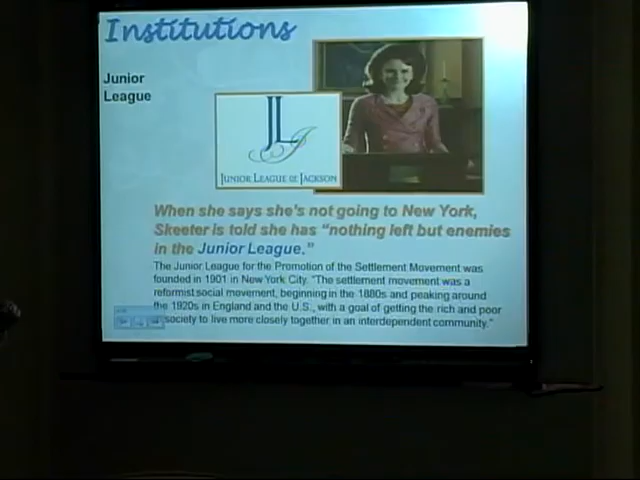 Institutions
Junior
League
JL
JUNIOR LEAGUE OF JACKSON
When she says she's not going to New York,
Skeeter is told she has "nothing left but enemies
in the Junior League."
The Junior League for the Promotion of the Settlement Movement was
founded in 1901 in New York City. "The settlement movement was a
reformist social movement, beginning in the 1880s and peaking around
the 1920s in England and the U.S., with a goal of getting the rich and poor
society to live more closely together in an interdependent community."